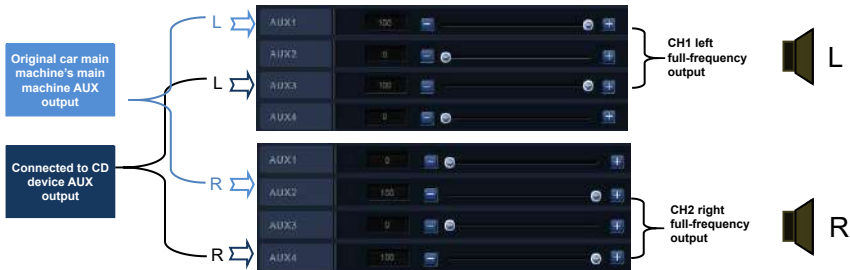 Original car main
machine's main
machine AUX
output
Connected to CD
device AUX
output
L
L
R
R
AUX1 100
AUX2 0
AUX3 100
AUX4 0
CH1 left
full-frequency
output
L
AUX1 0
AUX2 100
AUX3 0
AUX4 100
CH2 right
full-frequency
output
R